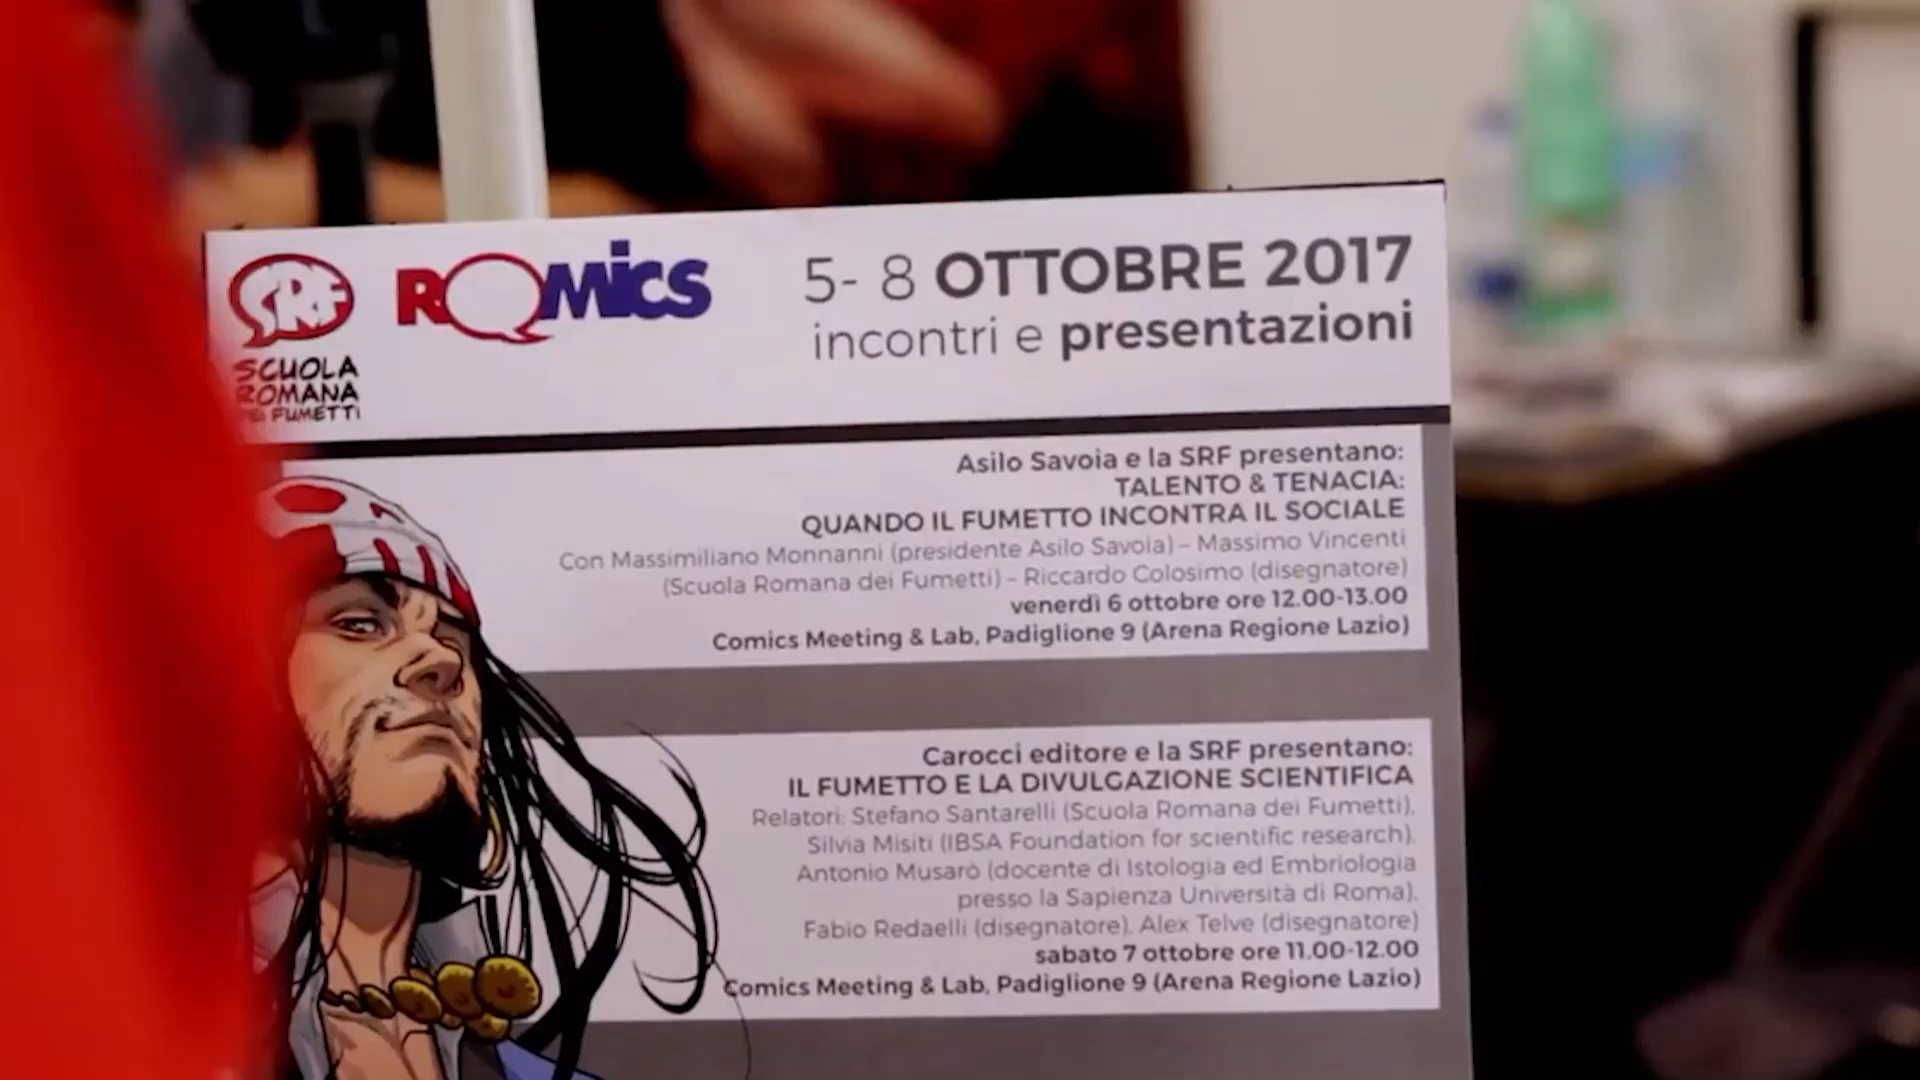 SRF
SCUOLA
ROMANA
DEI FUMETTI
ROMICS
5- 8 OTTOBRE 2017
incontri e presentazioni
Asilo Savoia e la SRF presentano:
TALENTO & TENACIA:
QUANDO IL FUMETTO INCONTRA IL SOCIALE
Con Massimiliano Monnanni (presidente Asilo Savoia) – Massimo Vincenti
(Scuola Romana dei Fumetti) – Riccardo Colosimo (disegnatore)
venerdì 6 ottobre ore 12.00-13.00
Comics Meeting & Lab, Padiglione 9 (Arena Regione Lazio)
Carocci editore e la SRF presentano:
IL FUMETTO E LA DIVULGAZIONE SCIENTIFICA
Relatori: Stefano Santarelli (Scuola Romana dei Fumetti),
Silvia Misiti (IBSA Foundation for scientific research),
Antonio Musarò (docente di Istologia ed Embriologia
presso la Sapienza Università di Roma),
Fabio Redaelli (disegnatore), Alex Telve (disegnatore)
sabato 7 ottobre ore 11.00-12.00
Comics Meeting & Lab, Padiglione 9 (Arena Regione Lazio)